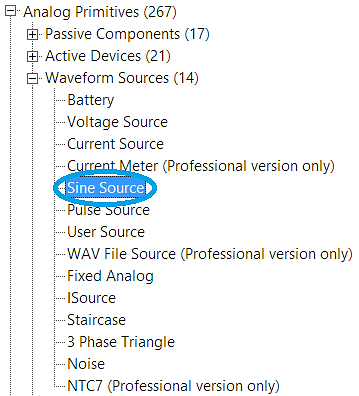 Analog Primitives (267)
Passive Components (17)
Active Devices (21)
Waveform Sources (14)
Battery
Voltage Source
Current Source
Current Meter (Professional version only)
Sine Source
Pulse Source
User Source
WAV File Source (Professional version only)
Fixed Analog
ISource
Staircase
3 Phase Triangle
Noise
NTC7 (Professional version only)